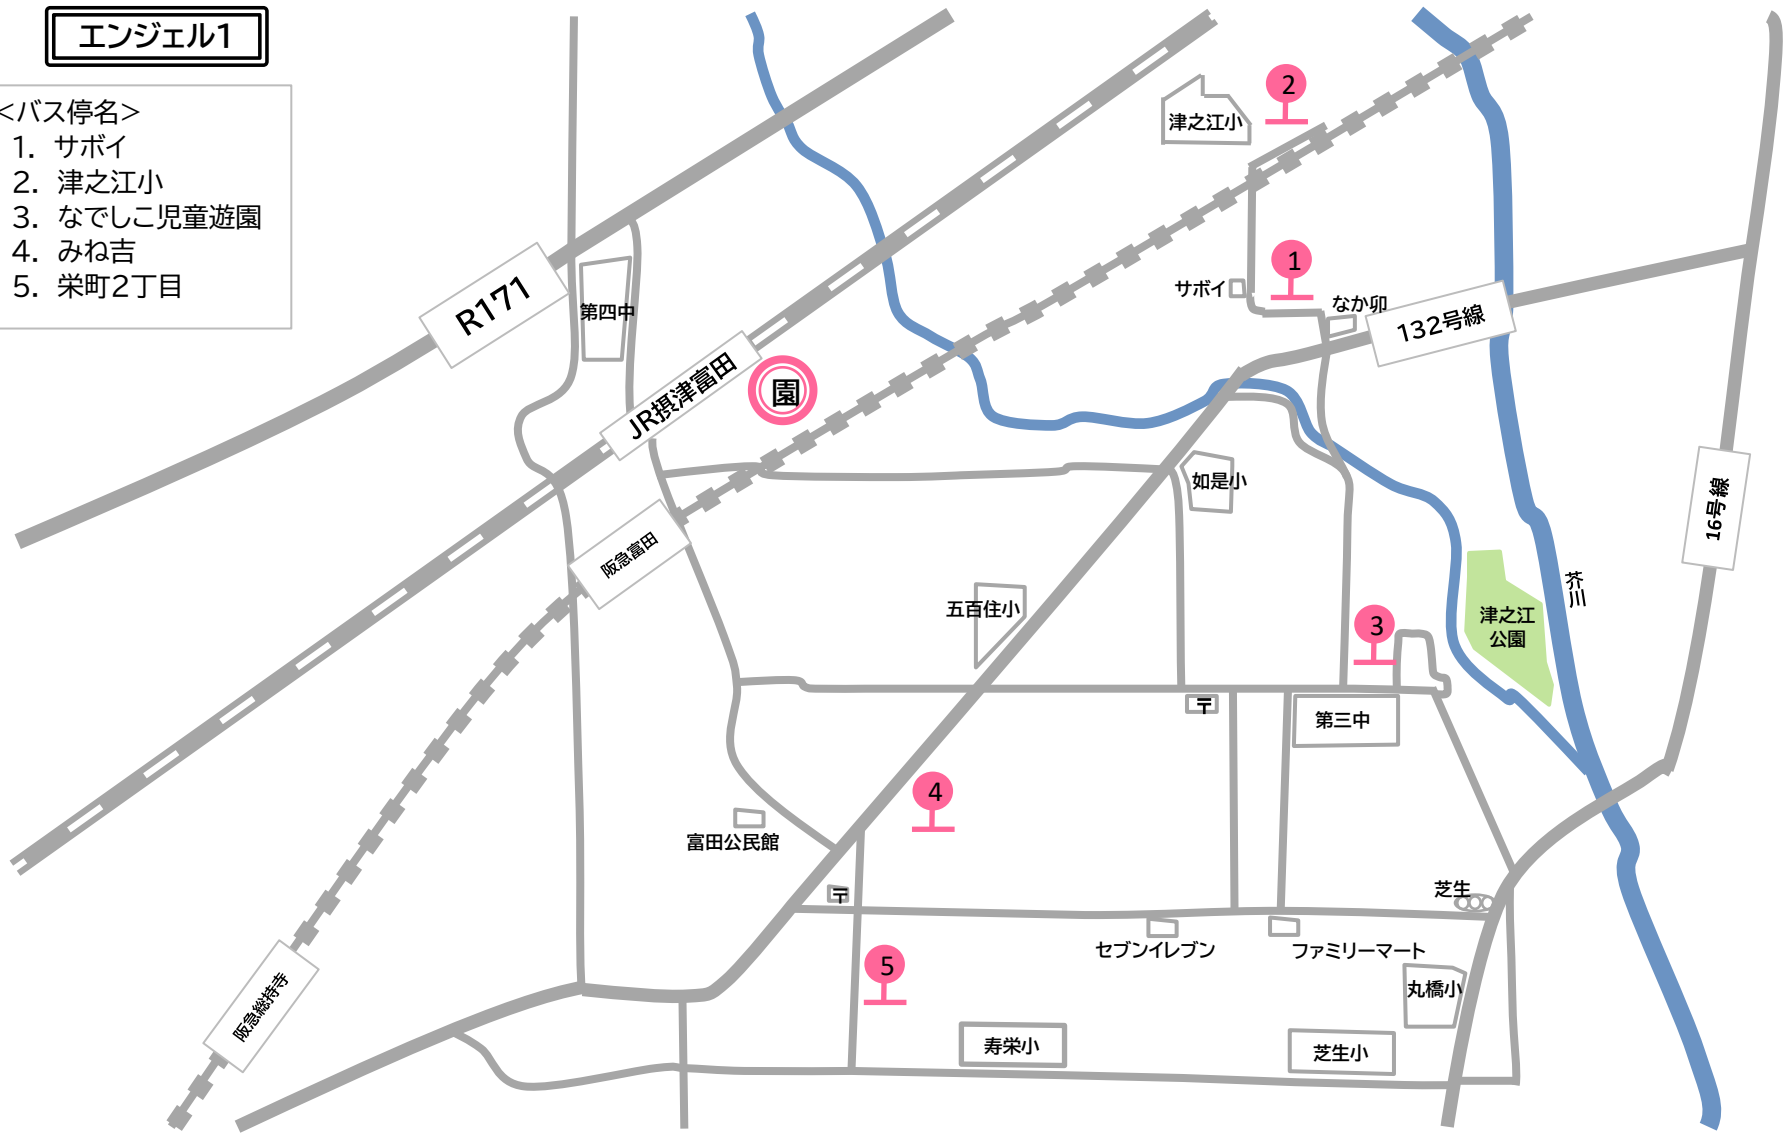 エンジェル1
<バス停名>
1. サボイ
2. 津之江小
3. なでしこ児童遊園
4. みね吉
5. 栄町2丁目
2
津之江小
1
サボイ
なか卯
132号線
R171
第四中
JR摂津富田
園
16号線
如是小
阪急富田
芥川
五百住小
津之江
公園
3
〒
第三中
4
富田公民館
〒
芝生
セブンイレブン
ファミリーマート
5
丸橋小
阪急総持寺
寿栄小
芝生小